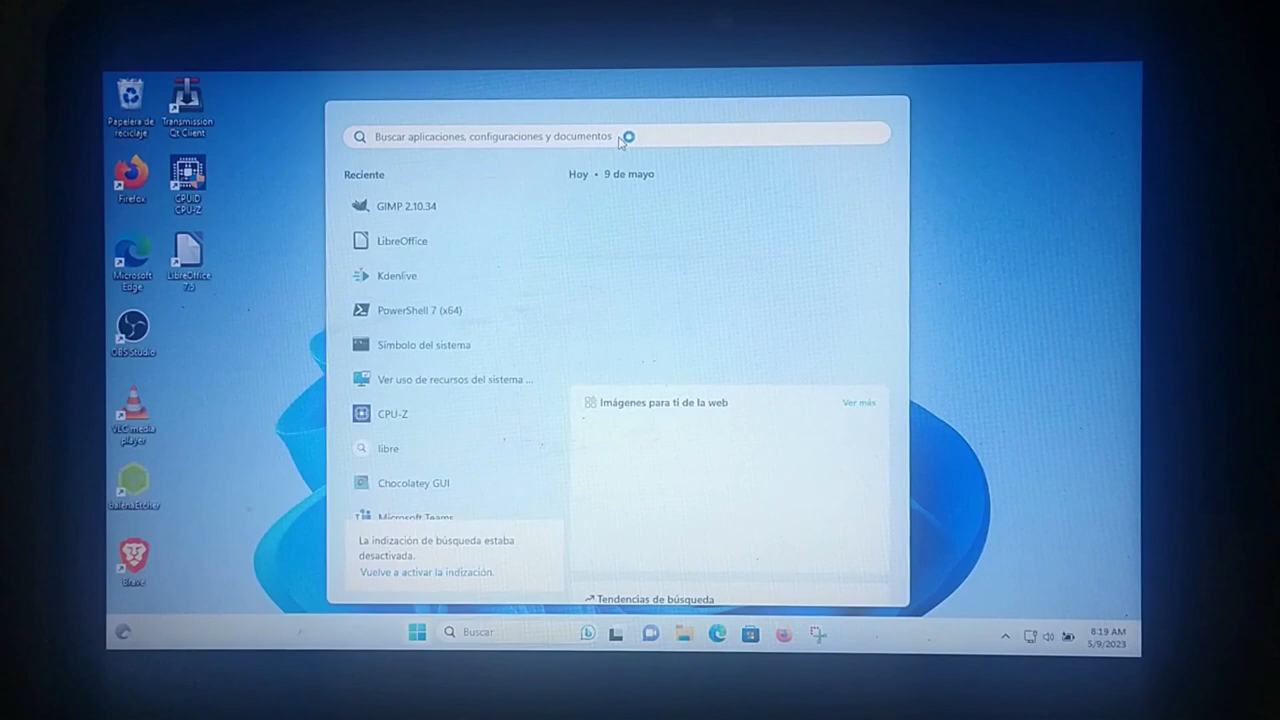 Papelera de
reciclaje
Transmission
Qt Client
Firefox
CPUID
CPU-Z
Microsoft
Edge
LibreOffice
7.5
OBS Studio
VLC media
player
balenaEtcher
Brave
Buscar aplicaciones, configuraciones y documentos
Reciente
Hoy • 9 de mayo
GIMP 2.10.34
LibreOffice
Kdenlive
PowerShell 7 (x64)
Símbolo del sistema
Ver uso de recursos del sistema ...
CPU-Z
libre
Chocolatey GUI
Microsoft Teams
La indización de búsqueda estaba
desactivada.
Vuelve a activar la indización.
Imágenes para ti de la web
Ver más
Tendencias de búsqueda
Buscar
8:19 AM
5/9/2023